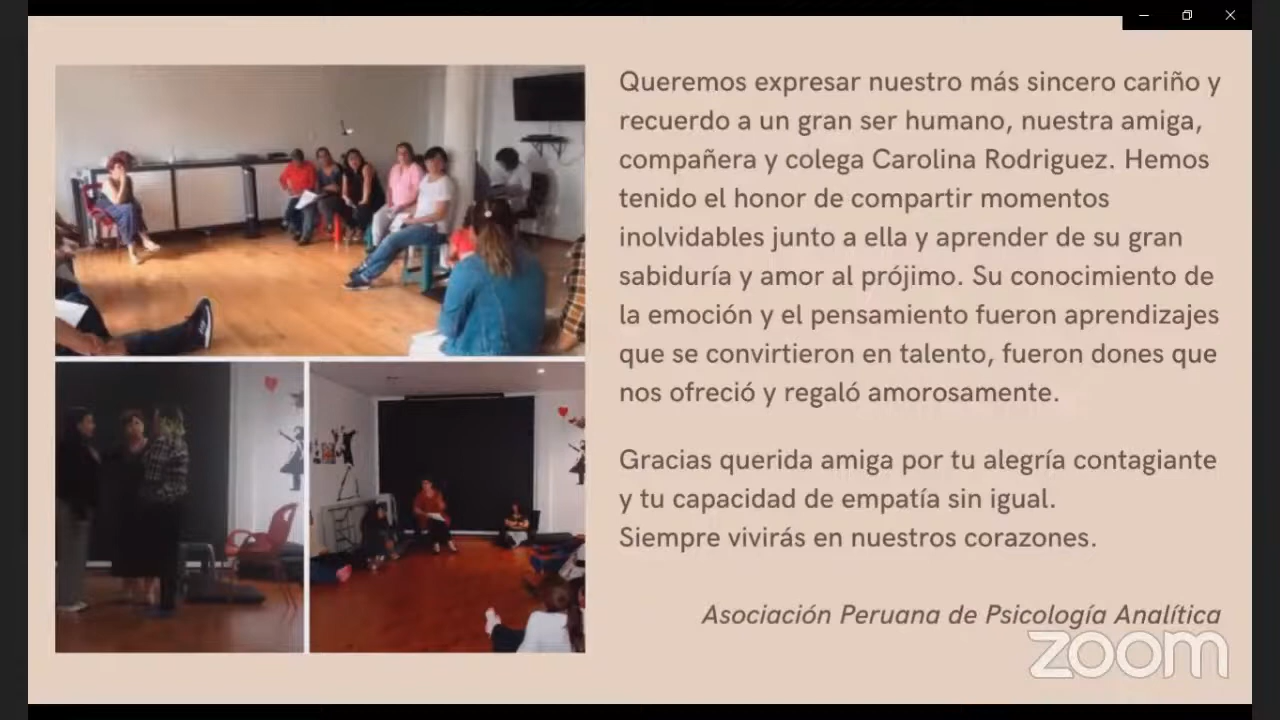 Queremos expresar nuestro más sincero cariño y
recuerdo a un gran ser humano, nuestra amiga,
compañera y colega Carolina Rodriguez. Hemos
tenido el honor de compartir momentos
inolvidables junto a ella y aprender de su gran
sabiduría y amor al prójimo. Su conocimiento de
la emoción y el pensamiento fueron aprendizajes
que se convirtieron en talento, fueron dones que
nos ofreció y regaló amorosamente.
Gracias querida amiga por tu alegría contagiante
y tu capacidad de empatía sin igual.
Siempre vivirás en nuestros corazones.
Asociación Peruana de Psicología Analítica
zoom